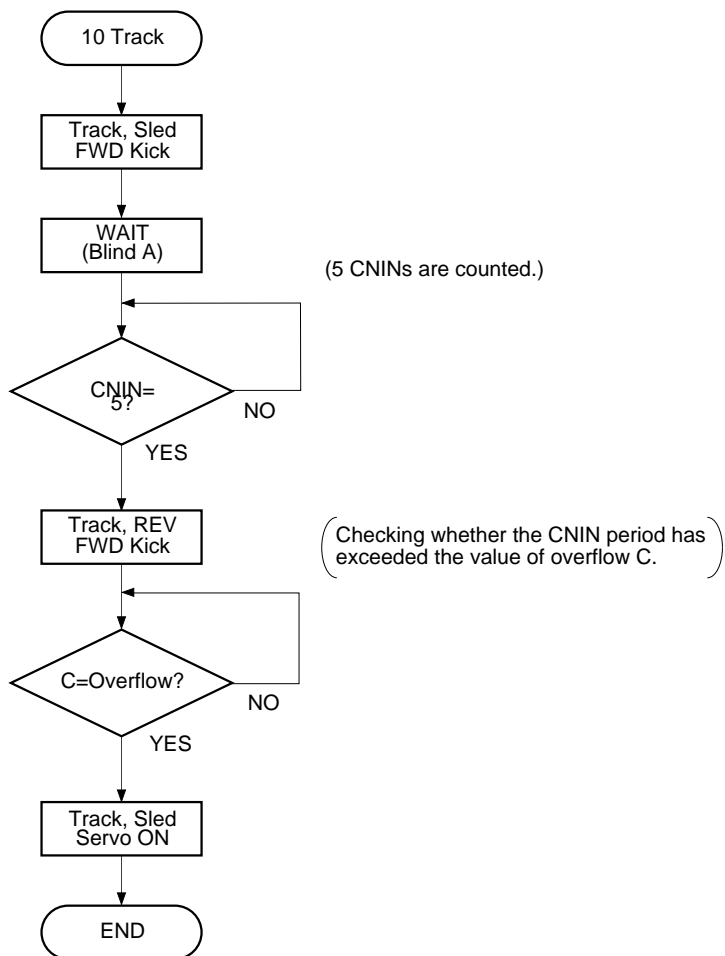 10 Track
Track, Sled
FWD Kick
WAIT
(Blind A)
(5 CNINs are counted.)
CNIN=
5?
NO
YES
Track, REV
FWD Kick
(Checking whether the CNIN period has
exceeded the value of overflow C.)
C=Overflow?
NO
YES
Track, Sled
Servo ON
END